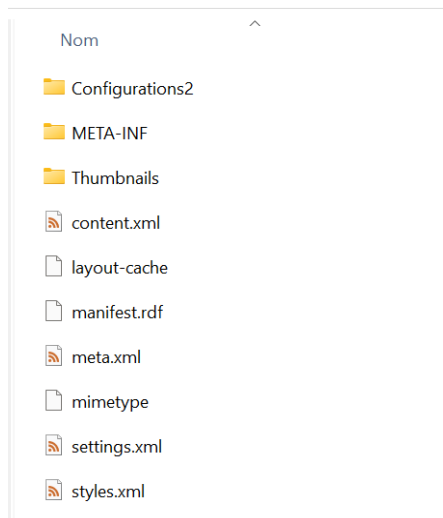 Nom
Configurations2
META-INF
Thumbnails
content.xml
layout-cache
manifest.rdf
meta.xml
mimetype
settings.xml
styles.xml